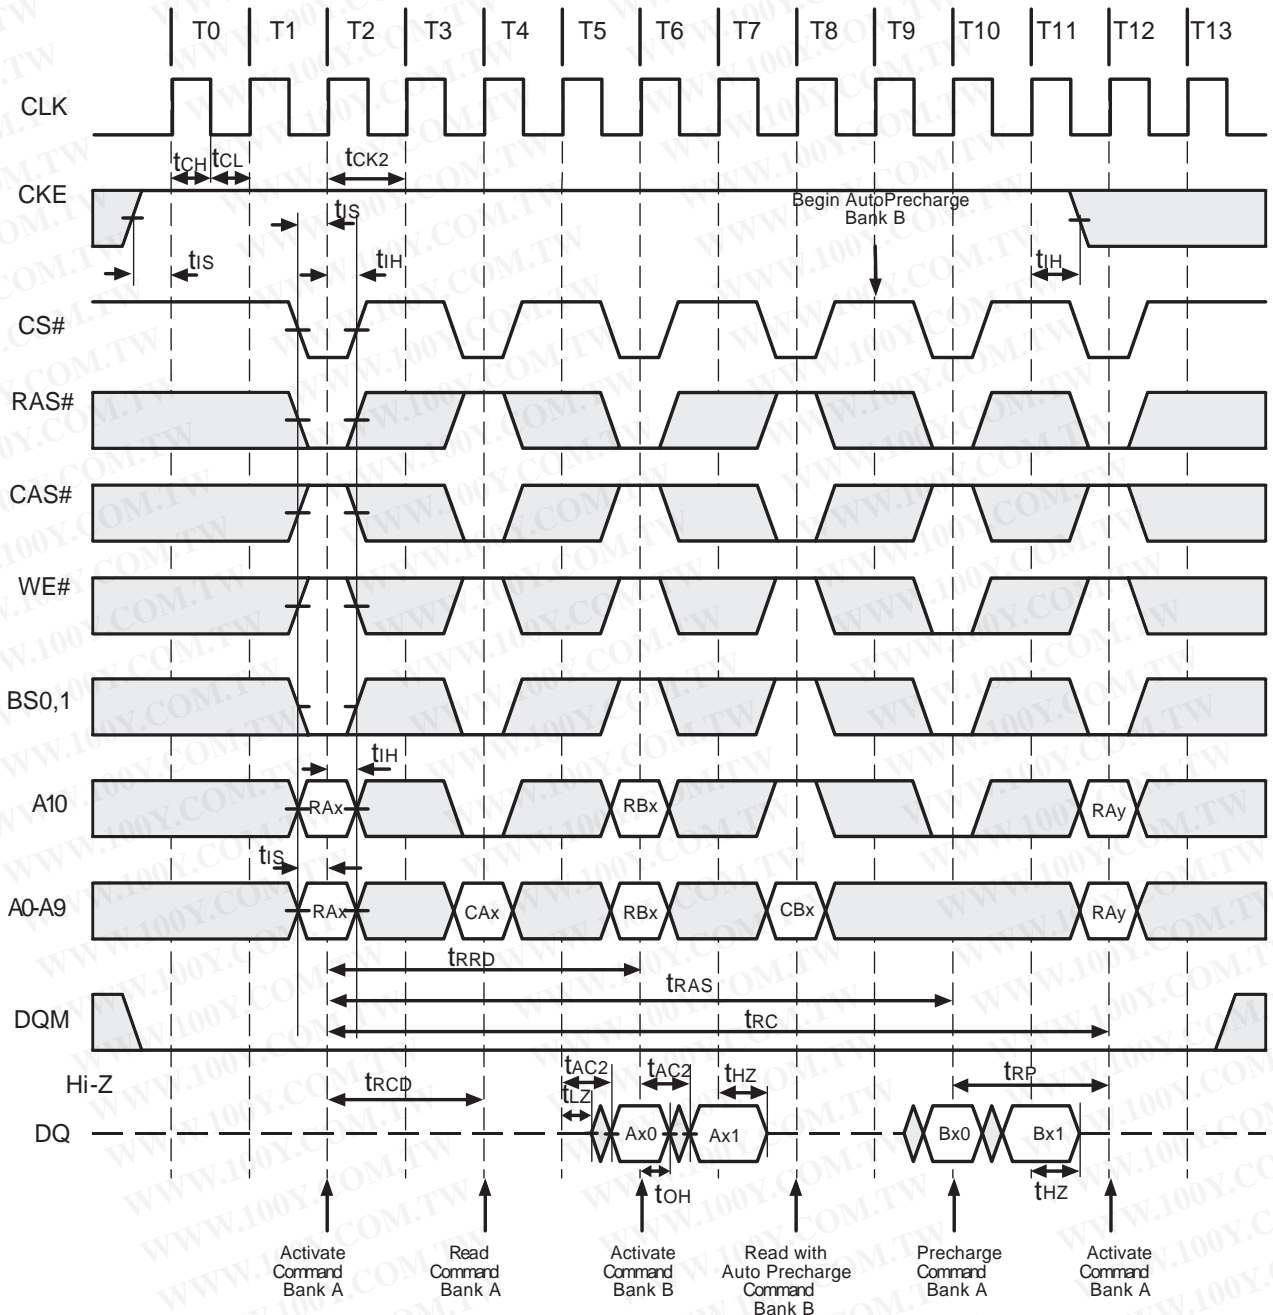 T0 T1 T2 T3 T4 T5 T6 T7 T8 T9 T10 T11 T12 T13
CLK
tCH tCL tCK2
CKE
tIS
Begin AutoPrecharge
Bank B
tIS tIH tIH
CS#
RAS#
CAS#
WE#
BS0,1
tIH
A10 RAx RBx RAy
tIS
A0-A9 RAx CAx RBx CBx RAy
tRRD
tRAS
DQM tRC
Hi-Z tRCD tAC2 tAC2 tHZ tRP
tLZ
DQ Ax0 Ax1 Bx0 Bx1
tOH tHZ
Activate
Command
Bank A
Read
Command
Bank A
Activate
Command
Bank B
Read with
Auto Precharge
Command
Bank B
Precharge
Command
Bank A
Activate
Command
Bank A
WWW.100Y.COM.TW